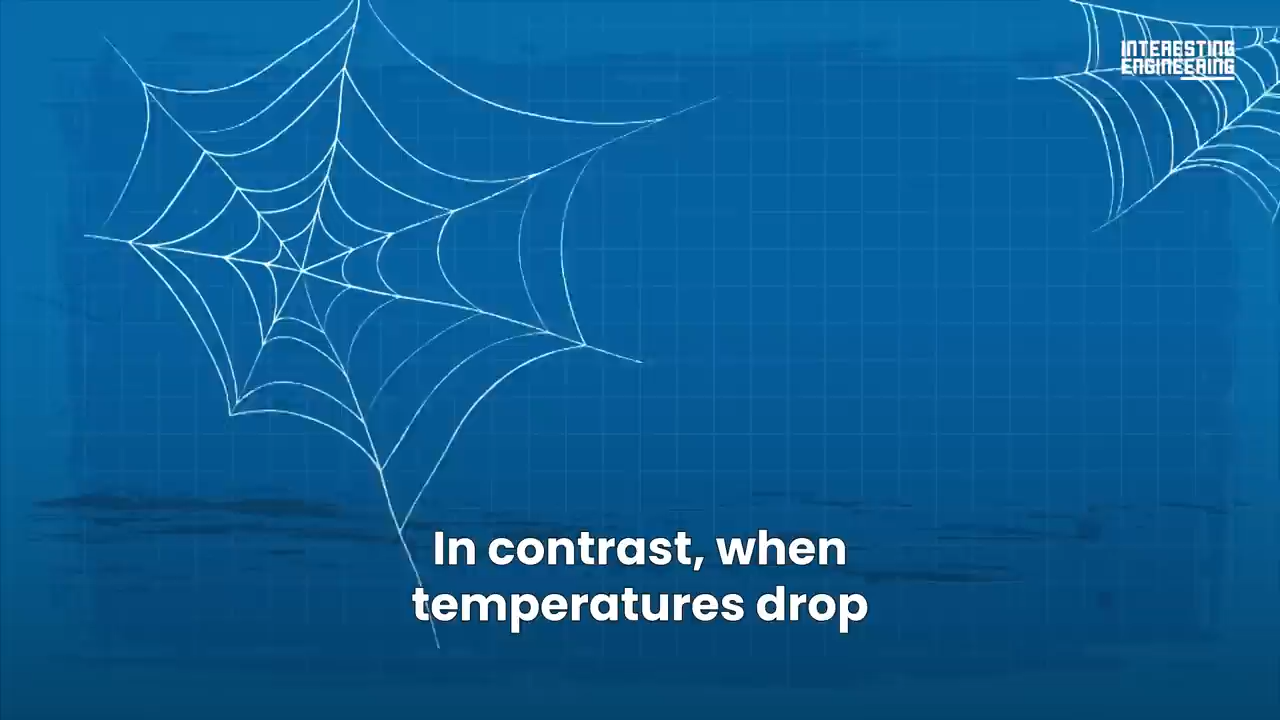 INTERESTING
ENGINEERING
In contrast, when
temperatures drop